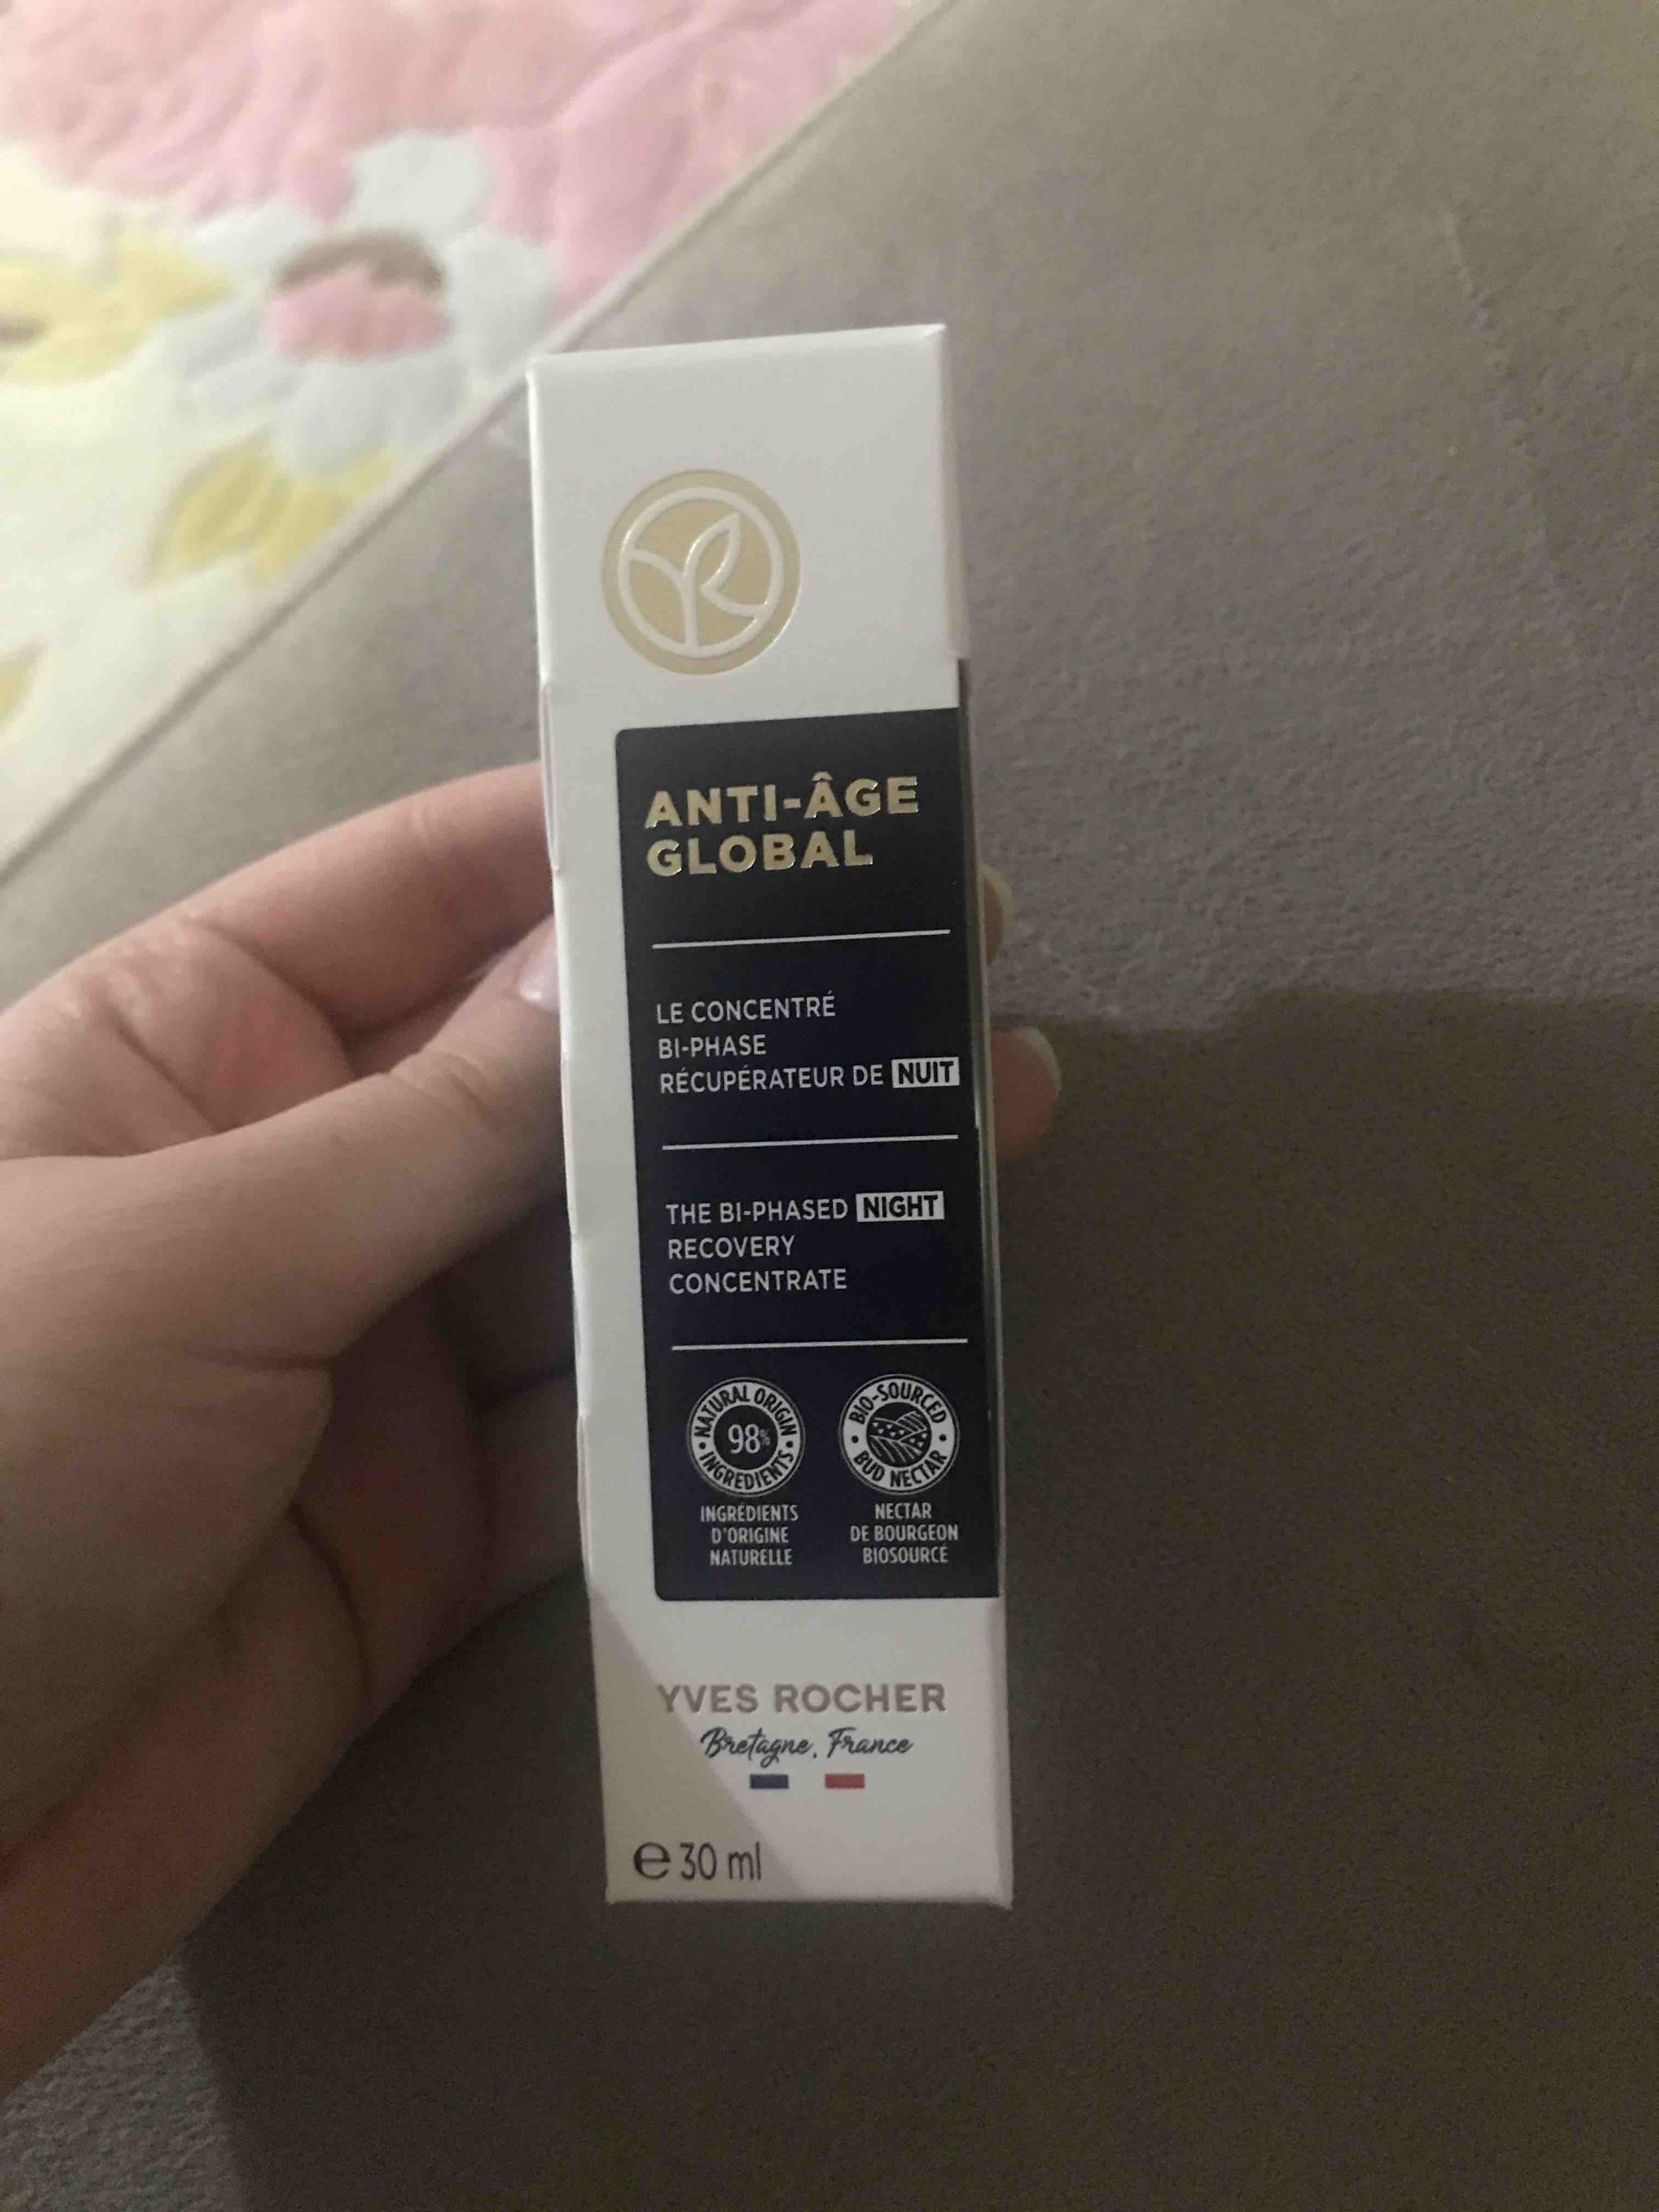 ANTI-ÂGE
GLOBAL
LE CONCENTRÉ
BI-PHASE
RÉCUPÉRATEUR DE NUIT
THE BI-PHASED NIGHT
RECOVERY
CONCENTRATE
NATURAL ORIGIN
98%
INGREDIENTS
INGRÉDIENTS
D'ORIGINE
NATURELLE
BIO-SOURCED
BUD NECTAR
NECTAR
DE BOURGEON
BIOSOURCÉ
YVES ROCHER
Bretagne, France
e 30 ml